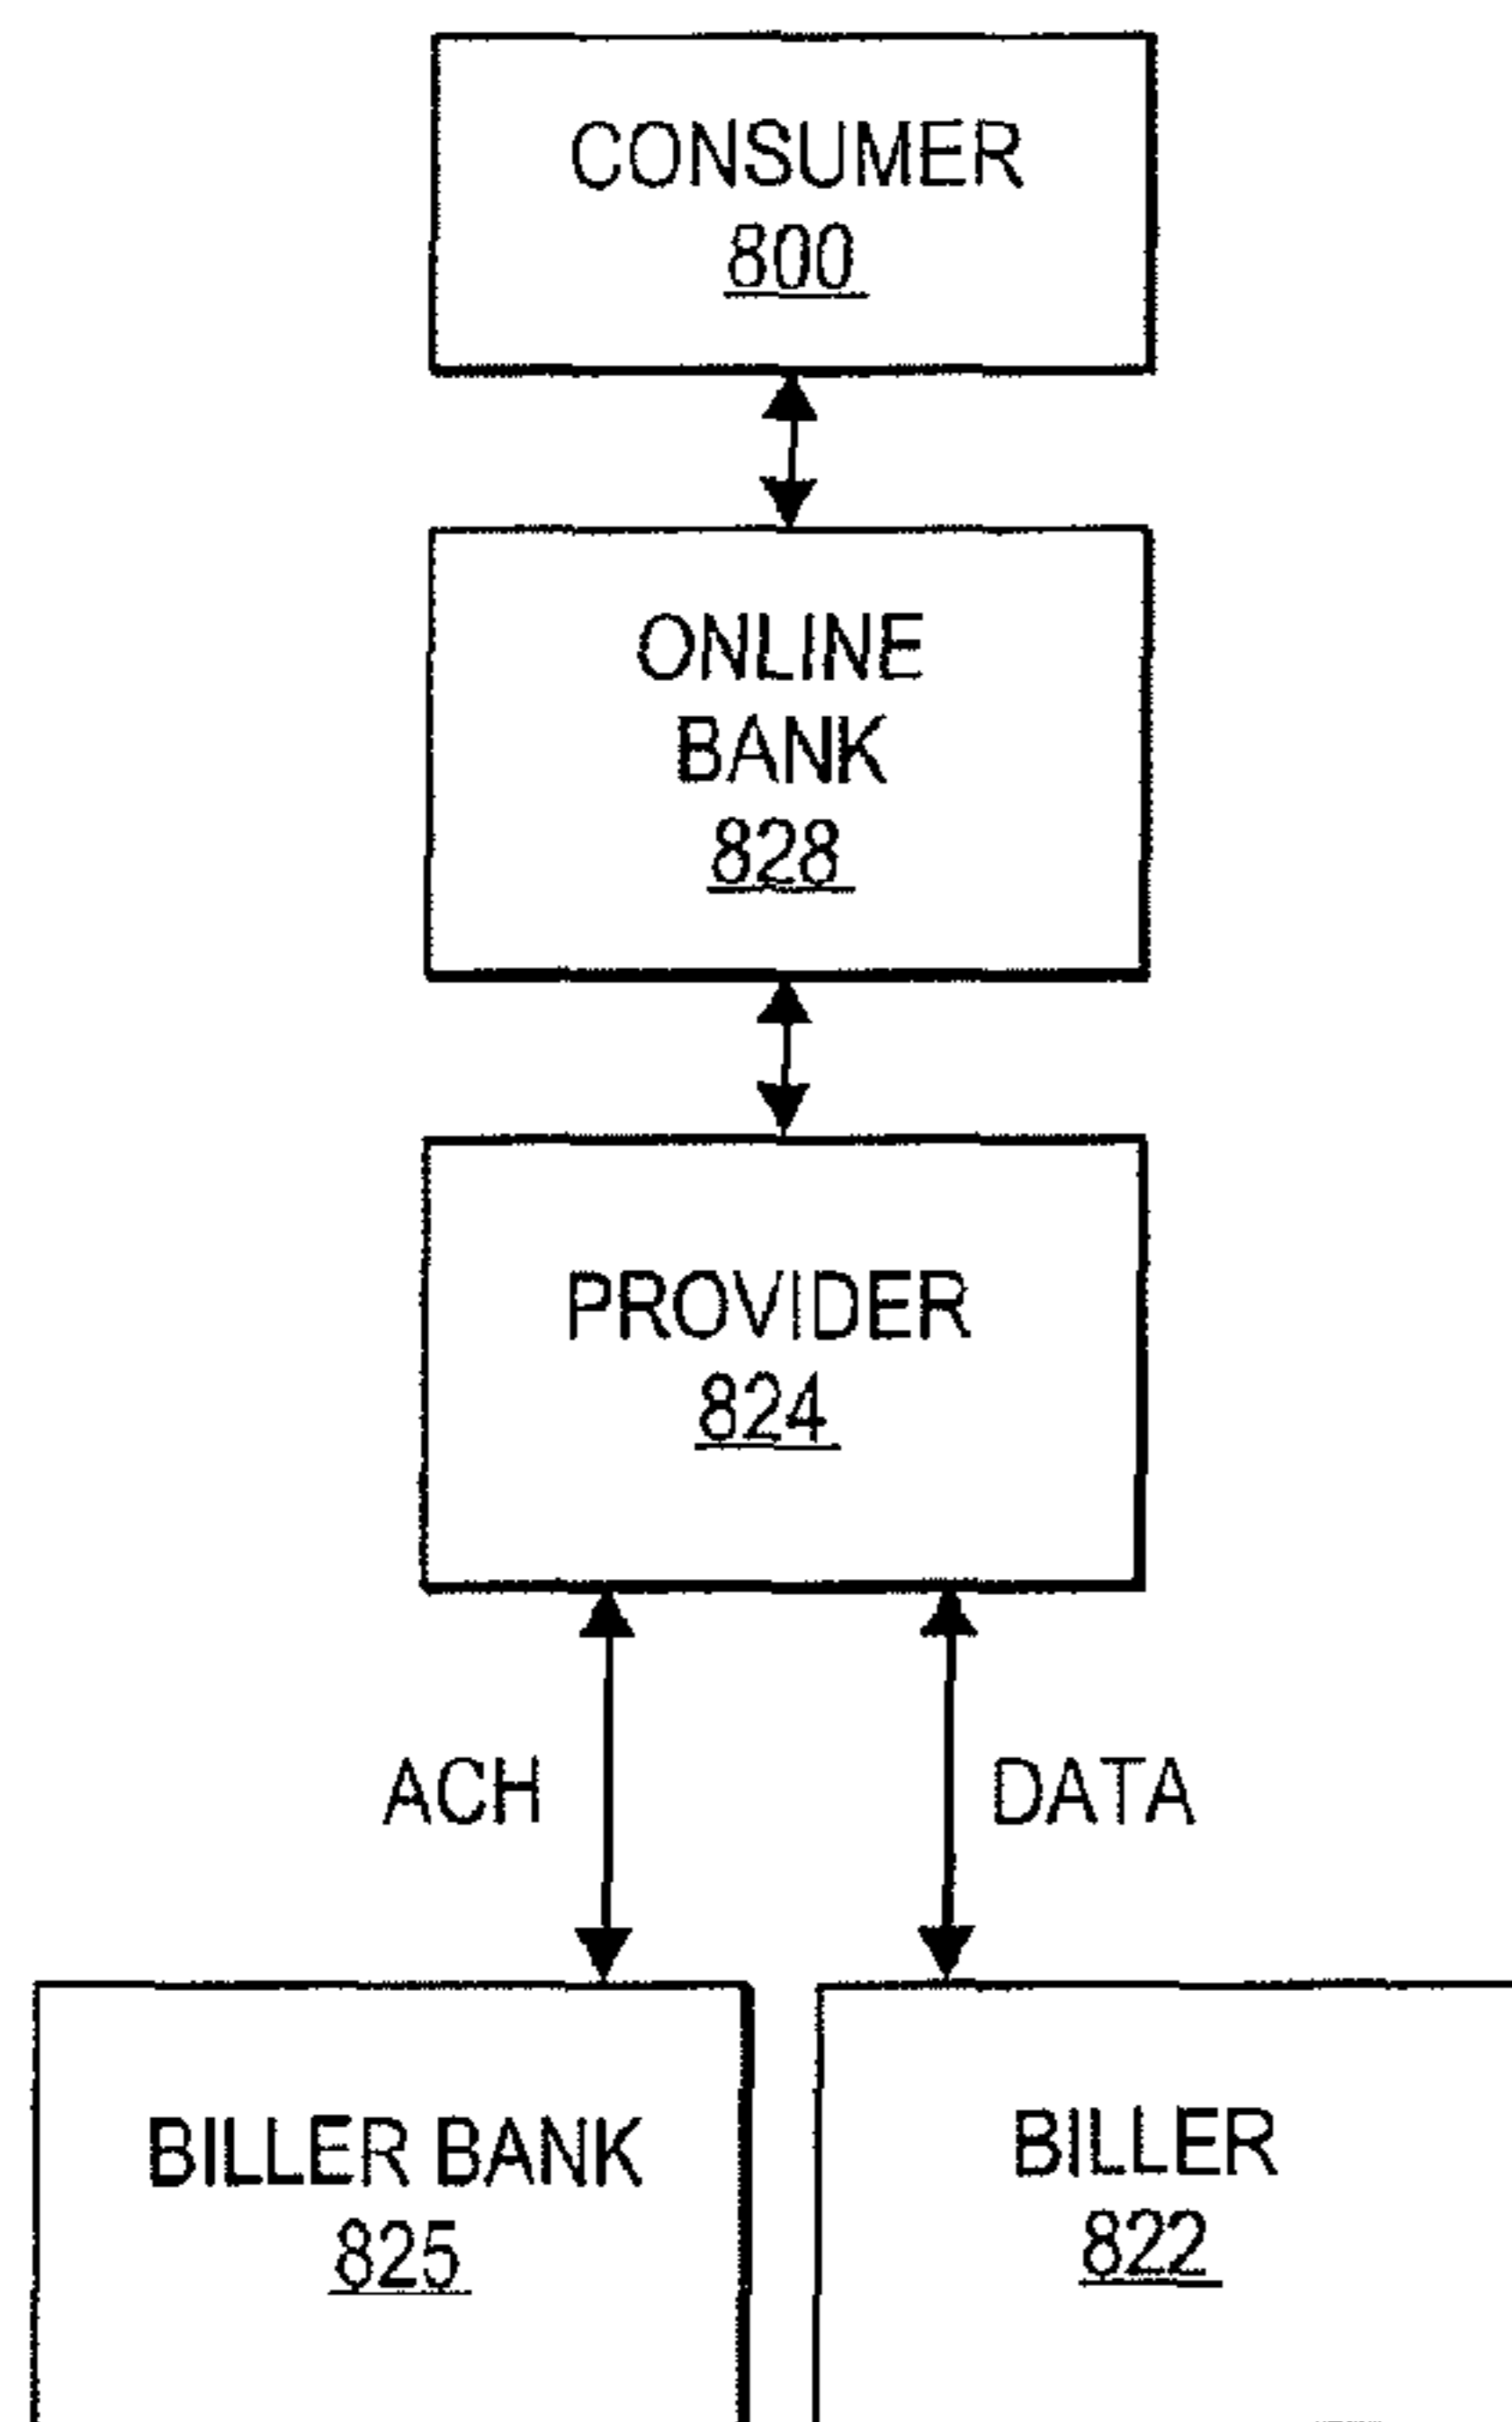 CONSUMER
800
ONLINE
BANK
828
PROVIDER
824
ACH
DATA
BILLER BANK
825
BILLER
822